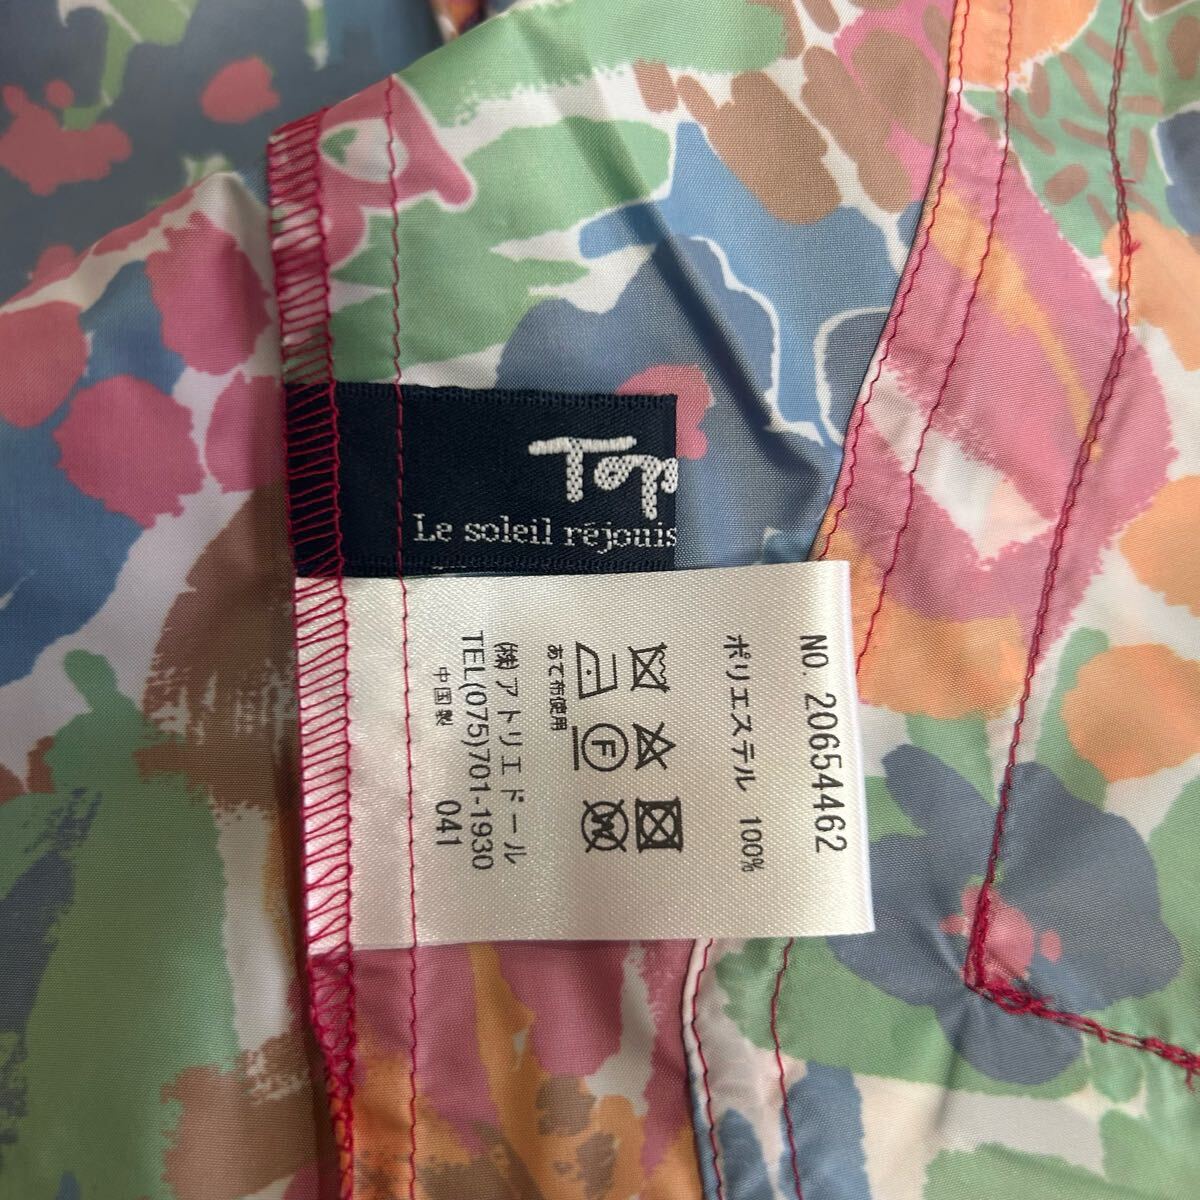 Tops
Le soleil réjouis
NO. 20654462
ポリエステル 100%
F
W
あて布使用
(株)アトリエドール
TEL(075)701-1930
中国製 041